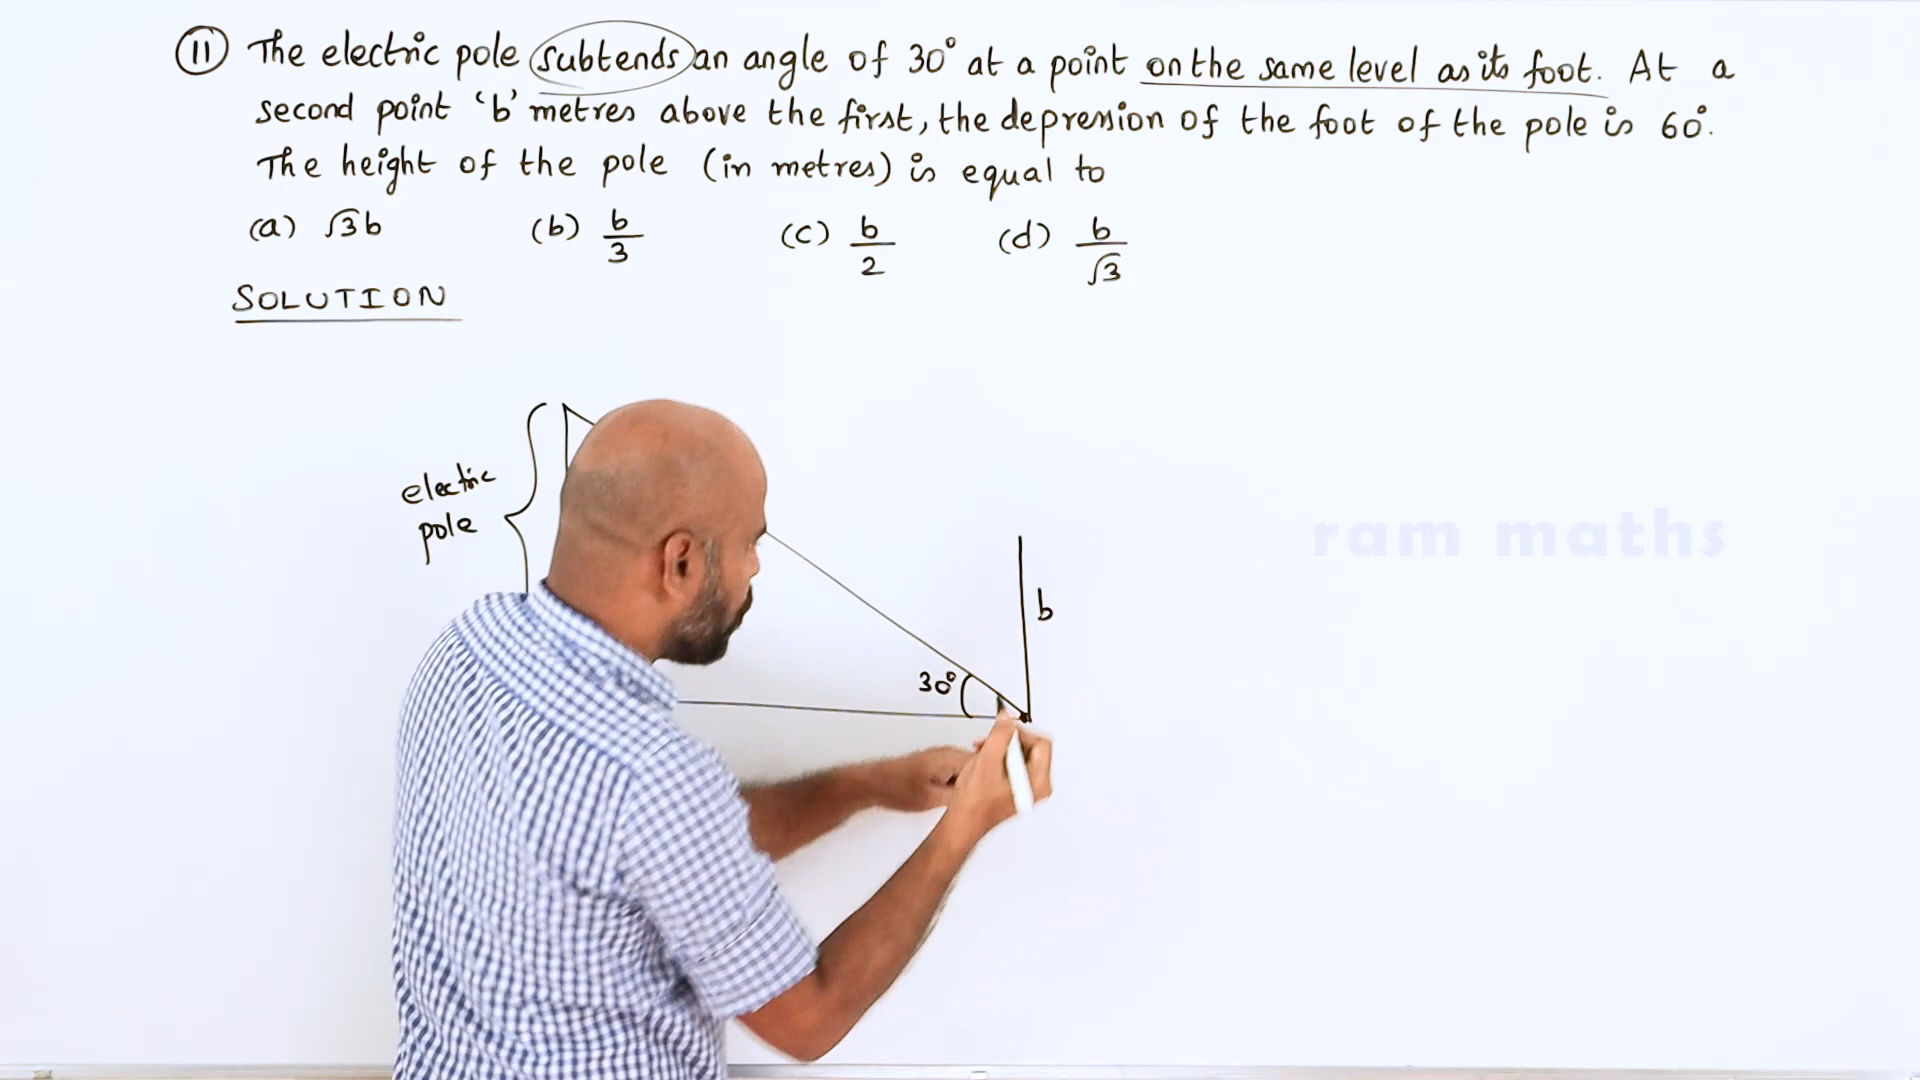 11 The electric pole subtends an angle of 30° at a point on the same level as its foot. At a
second point 'b' metres above the first, the depression of the foot of the pole is 60°.
The height of the pole (in metres) is equal to
(a) √3b (b) b/3 (c) b/2 (d) b/√3
SOLUTION
electric
pole
ram maths
b
30°